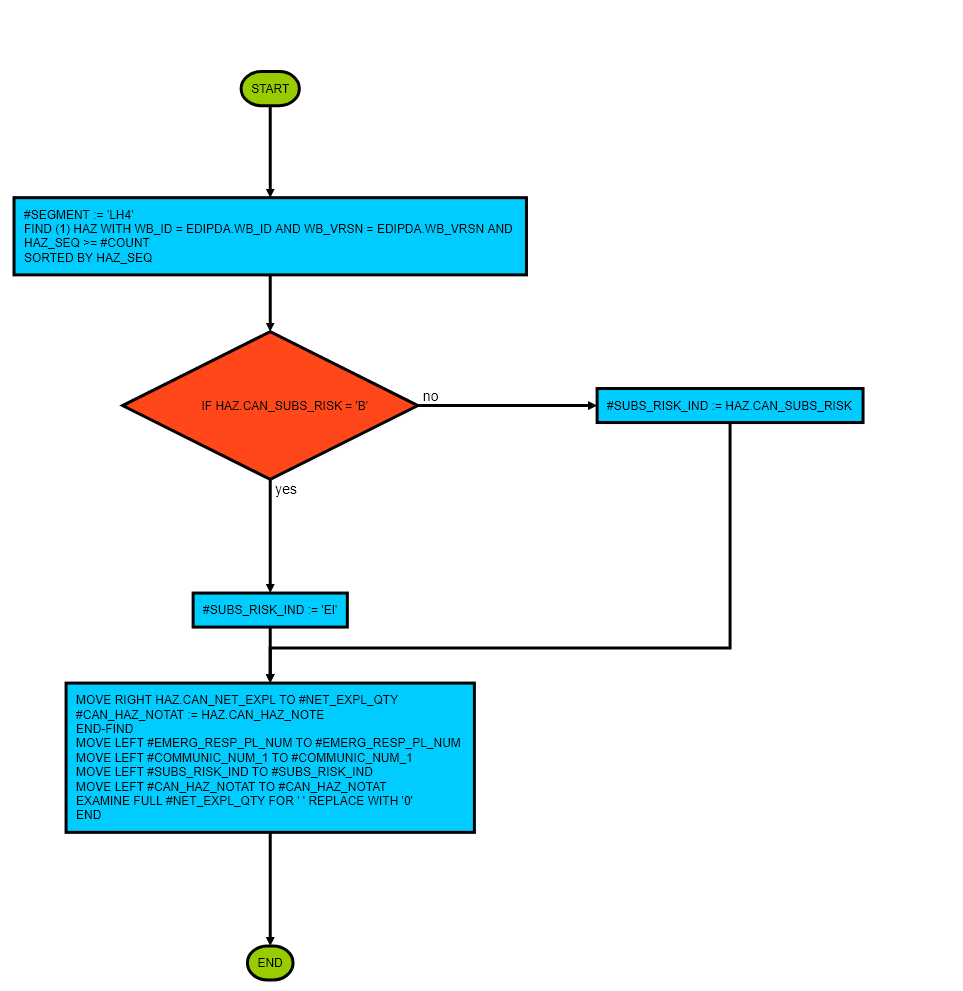 START
#SEGMENT := 'LH4'
FIND (1) HAZ WITH WB_ID = EDIPDA.WB_ID AND WB_VRSN = EDIPDA.WB_VRSN AND
HAZ_SEQ >= #COUNT
SORTED BY HAZ_SEQ
IF HAZ.CAN_SUBS_RISK = 'B'
no
#SUBS_RISK_IND := HAZ.CAN_SUBS_RISK
yes
#SUBS_RISK_IND := 'EI'
MOVE RIGHT HAZ.CAN_NET_EXPL TO #NET_EXPL_QTY
#CAN_HAZ_NOTAT := HAZ.CAN_HAZ_NOTE
END-FIND
MOVE LEFT #EMERG_RESP_PL_NUM TO #EMERG_RESP_PL_NUM
MOVE LEFT #COMMUNIC_NUM_1 TO #COMMUNIC_NUM_1
MOVE LEFT #SUBS_RISK_IND TO #SUBS_RISK_IND
MOVE LEFT #CAN_HAZ_NOTAT TO #CAN_HAZ_NOTAT
EXAMINE FULL #NET_EXPL_QTY FOR ' ' REPLACE WITH '0'
END
END